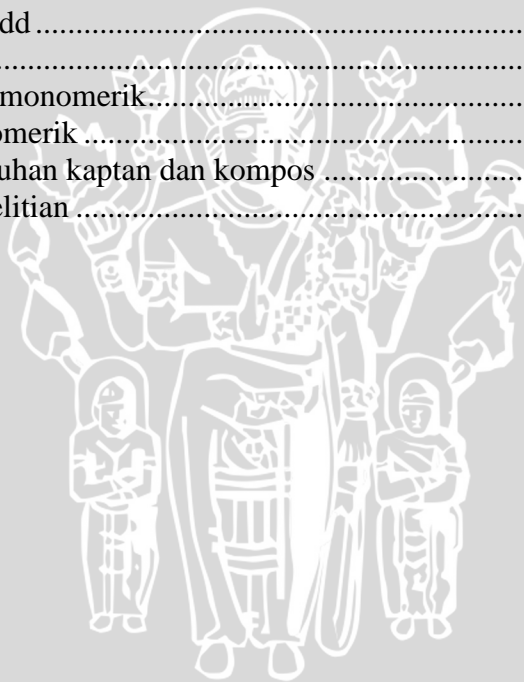 dd ........................................................
.............................................................
monomerik............................................
omerik ..................................................
uhan kaptan dan kompos ..........................
elitian ....................................................